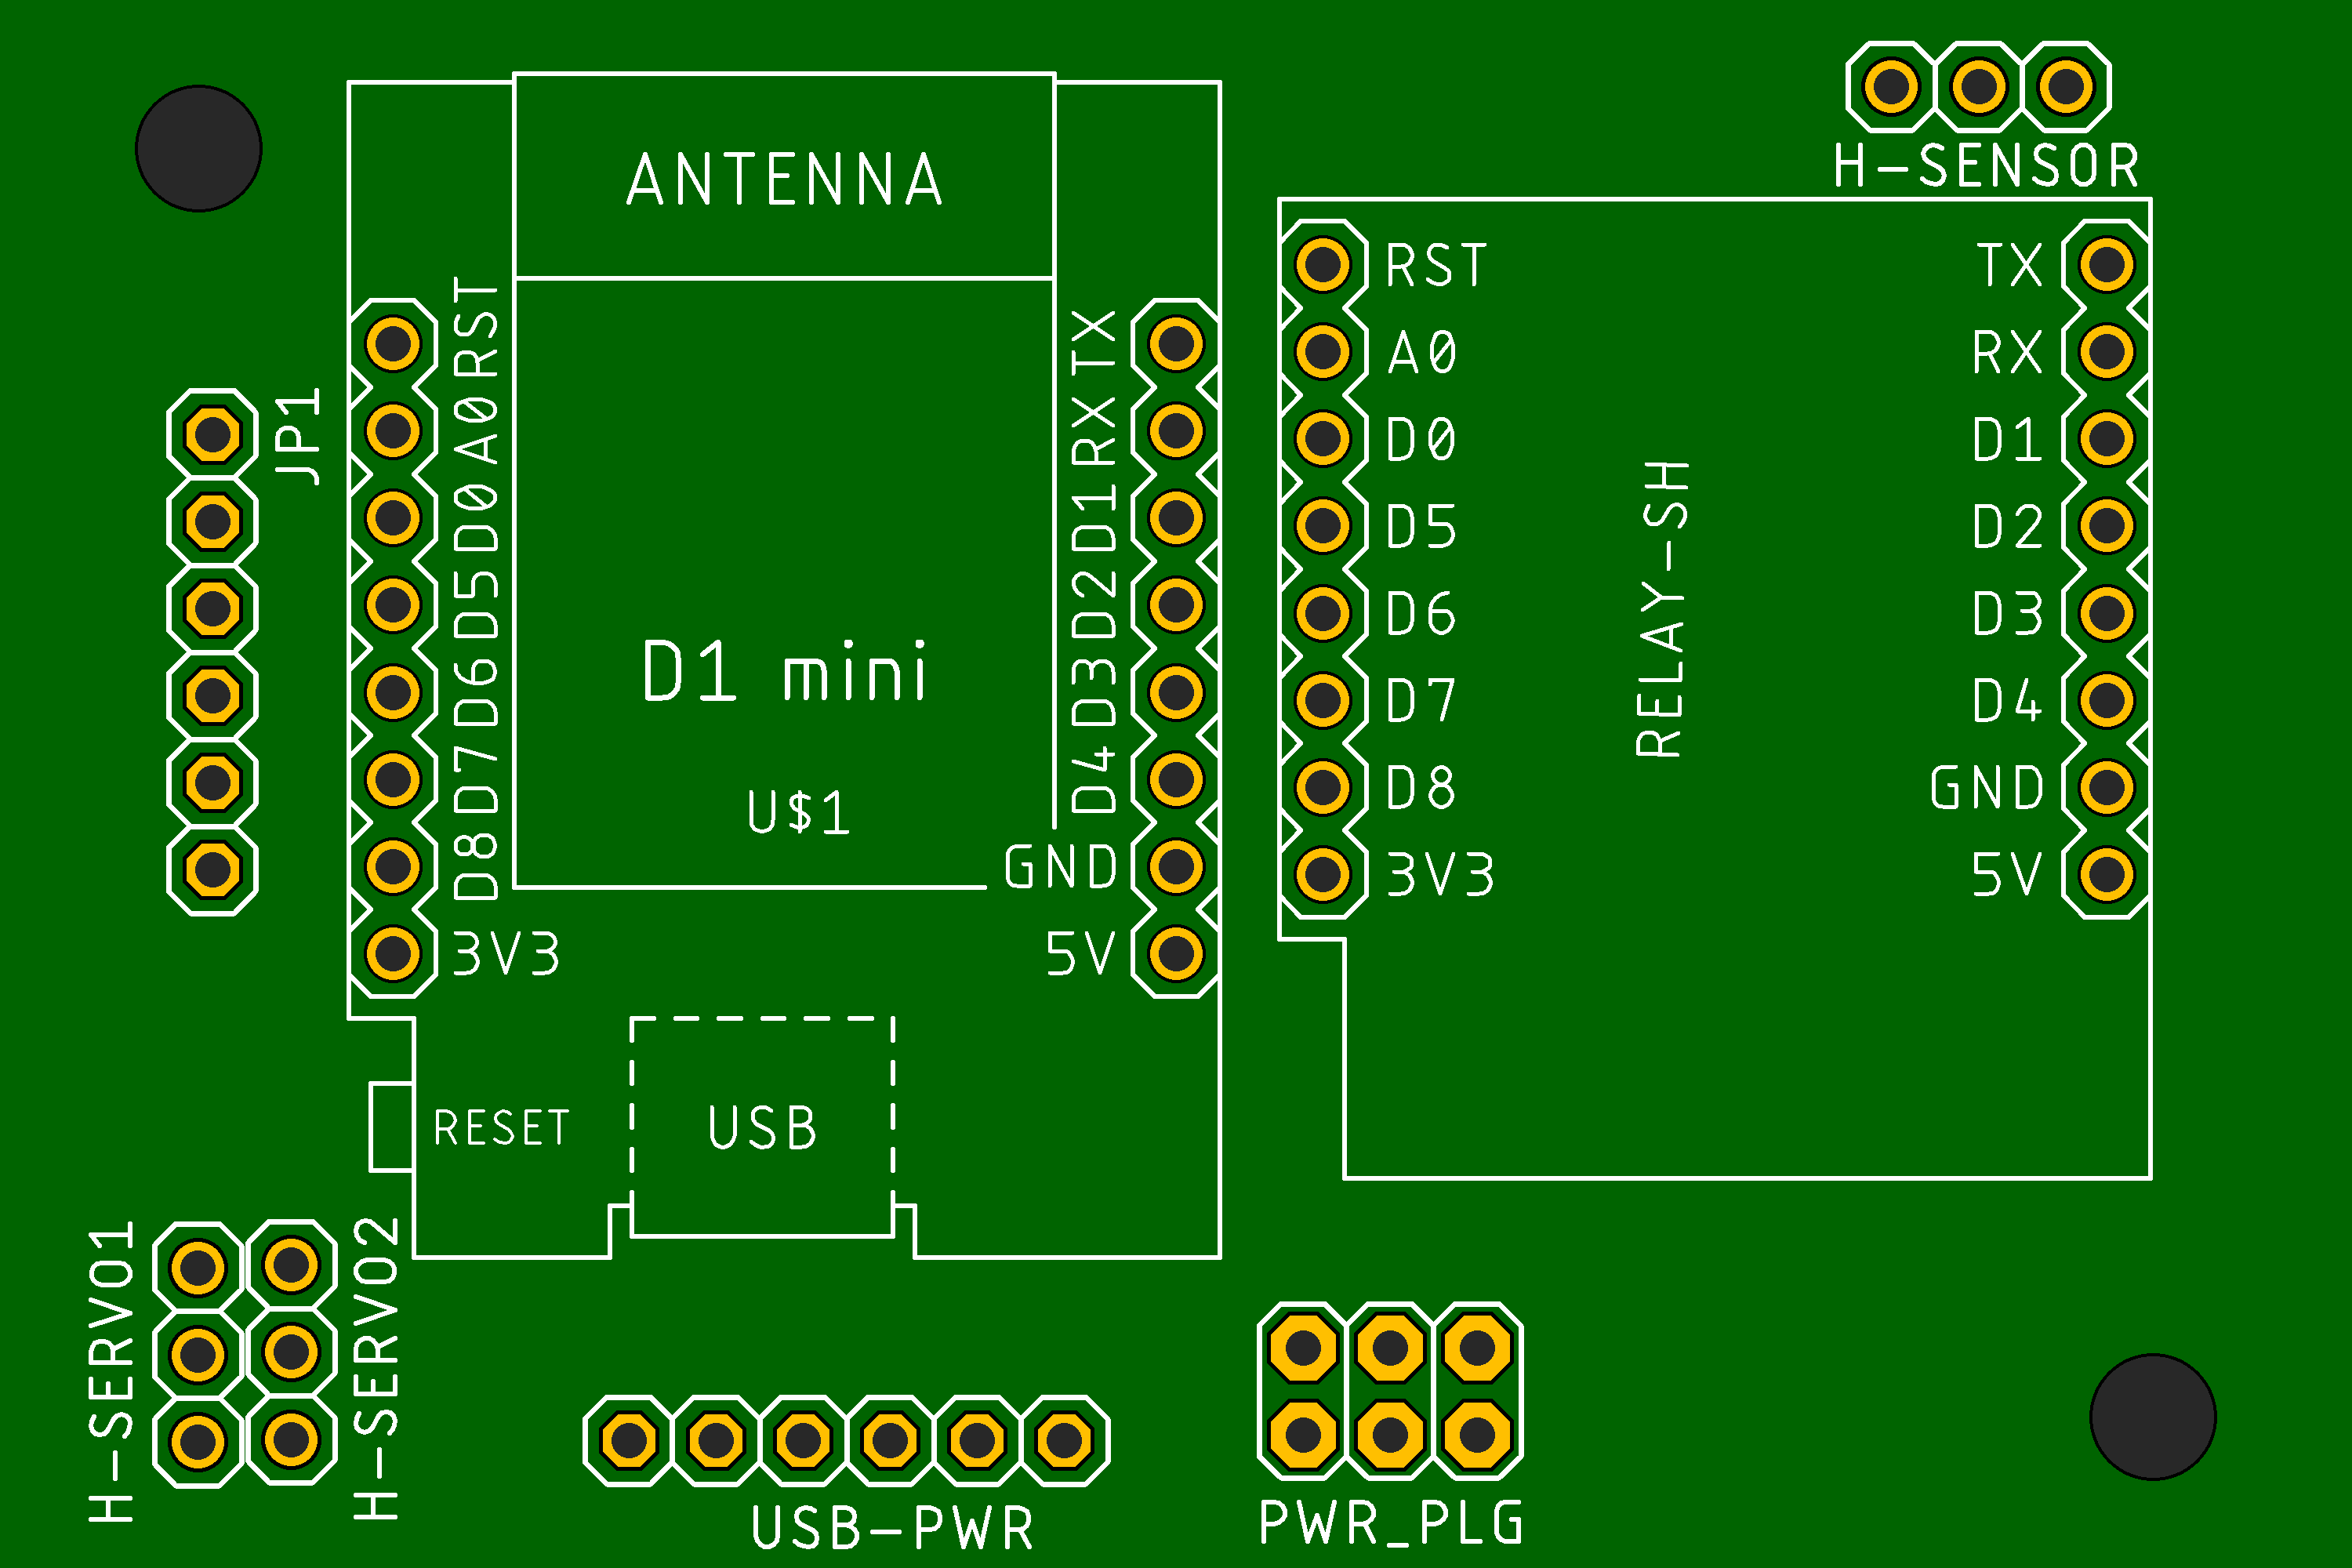 H-SENSOR
ANTENNA
RST
A0
D0
D5
D6
D7
D8
3V3
TX
RX
D1
D2
D3
D4
GND
5V
JP1
D1 mini
U$1
RESET
USB
RST
A0
D0
D5
D6
D7
D8
3V3
RELAY-SH
TX
RX
D1
D2
D3
D4
GND
5V
H-SERVO1
H-SERVO2
USB-PWR
PWR_PLG